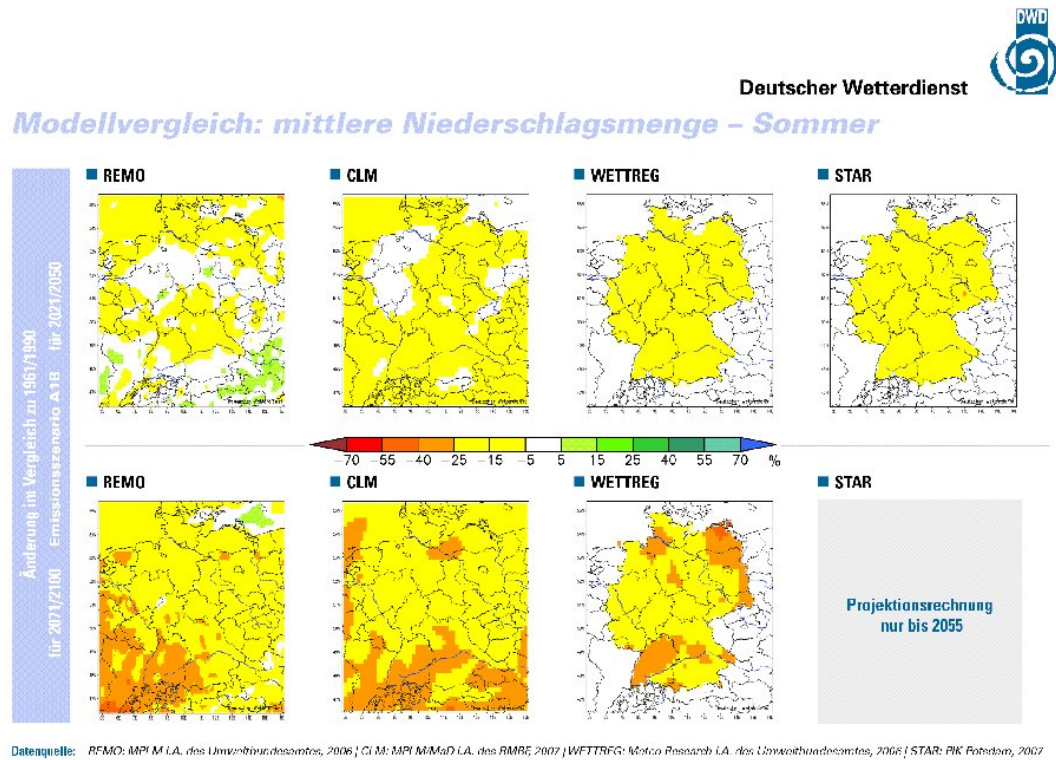 DWD
Deutscher Wetterdienst
Modellvergleich: mittlere Niederschlagsmenge – Sommer
Änderung im Vergleich zu 1961/1990
für 2071/2100 Emissionsszenario A1B für 2021/2050
REMO
CLM
WETTREG
STAR
-70 -55 -40 -25 -15 -5 5 15 25 40 55 70 %
REMO
CLM
WETTREG
STAR
Projektionsrechnung
nur bis 2055
Datenquelle: REMO: MPI-M i.A. des Umweltbundesamtes, 2006 | CLM: MPI-M/MaD i.A. des BMBF, 2007 | WETTREG: Meteo Research i.A. des Umweltbundesamtes, 2006 | STAR: PIK Potsdam, 2007